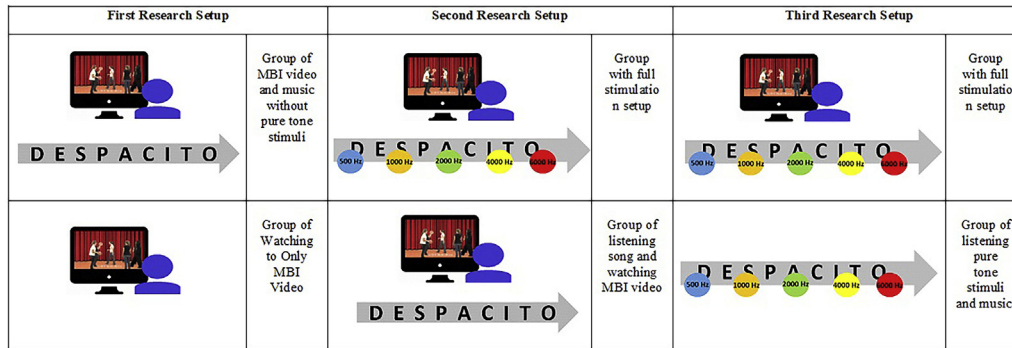 First Research Setup
Second Research Setup
Third Research Setup
Group of
MBI video
and music
without
pure tone
stimuli
DESPACITO
Group
with full
stimulatio
n setup
DESPACITO
500 Hz
1000 Hz
2000 Hz
4000 Hz
6000 Hz
Group
with full
stimulatio
n setup
DESPACITO
500 Hz
1000 Hz
2000 Hz
4000 Hz
6000 Hz
Group of
Watching
to Only
MBI
Video
Group of
listening
song and
watching
MBI video
DESPACITO
Group of
listening
pure
tone
stimuli
and music
DESPACITO
500 Hz
1000 Hz
2000 Hz
4000 Hz
6000 Hz